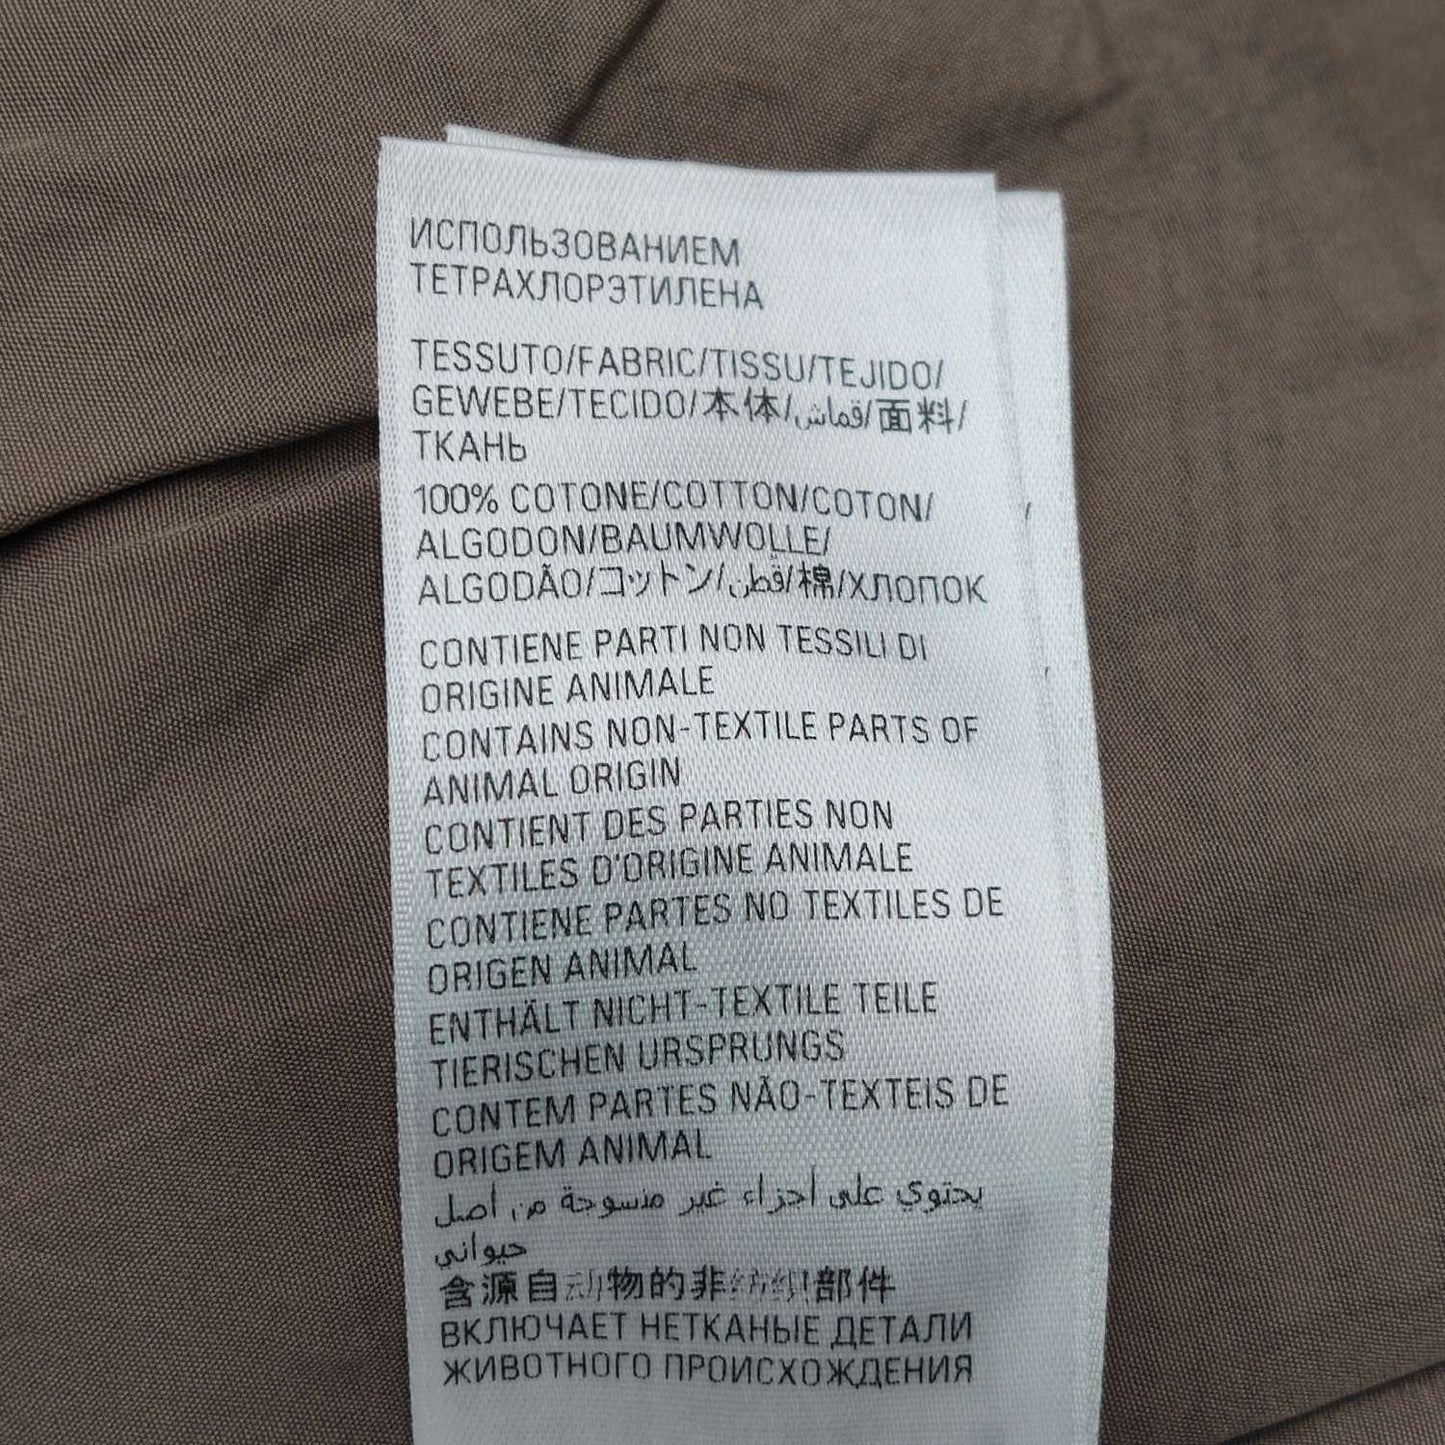 ИСПОЛЬЗОВАНИЕМ
ТЕТРАХЛОРЭТИЛЕНА
TESSUTO/FABRIC/TISSU/TEJIDO/
GEWEBE/TECIDO/本体/قماش/面料/
ТКАНЬ
100% COTONE/COTTON/COTON/
ALGODON/BAUMWOLLE/
ALGODÃO/コットン/قطن/棉/ХЛОПОК
CONTIENE PARTI NON TESSILI DI
ORIGINE ANIMALE
CONTAINS NON-TEXTILE PARTS OF
ANIMAL ORIGIN
CONTIENT DES PARTIES NON
TEXTILES D'ORIGINE ANIMALE
CONTIENE PARTES NO TEXTILES DE
ORIGEN ANIMAL
ENTHÄLT NICHT-TEXTILE TEILE
TIERISCHEN URSPRUNGS
CONTEM PARTES NÃO-TEXTEIS DE
ORIGEM ANIMAL
يحتوي على أجزاء غير منسوجة من أصل
حيواني
含源自动物的非纺织部件
ВКЛЮЧАЕТ НЕТКАНЫЕ ДЕТАЛИ
ЖИВОТНОГО ПРОИСХОЖДЕНИЯ